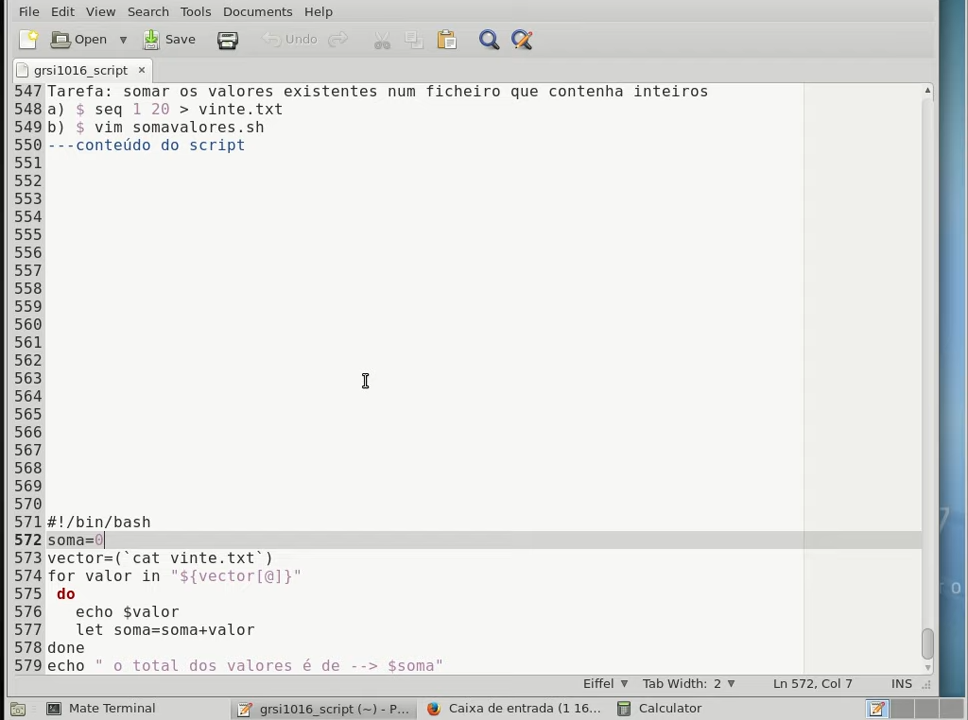 File Edit View Search Tools Documents Help
Open Save Undo
grsi1016_script ×
547 Tarefa: somar os valores existentes num ficheiro que contenha inteiros
548 a) $ seq 1 20 > vinte.txt
549 b) $ vim somavalores.sh
550 ---conteúdo do script
551
552
553
554
555
556
557
558
559
560
561
562
563
564
565
566
567
568
569
570
571 #!/bin/bash
572 soma=0
573 vector=(`cat vinte.txt`)
574 for valor in "${vector[@]}"
575 do
576 echo $valor
577 let soma=soma+valor
578 done
579 echo " o total dos valores é de --> $soma"
Eiffel Tab Width: 2 Ln 572, Col 7 INS
Mate Terminal grsi1016_script (~) - P... Caixa de entrada (1 16... Calculator